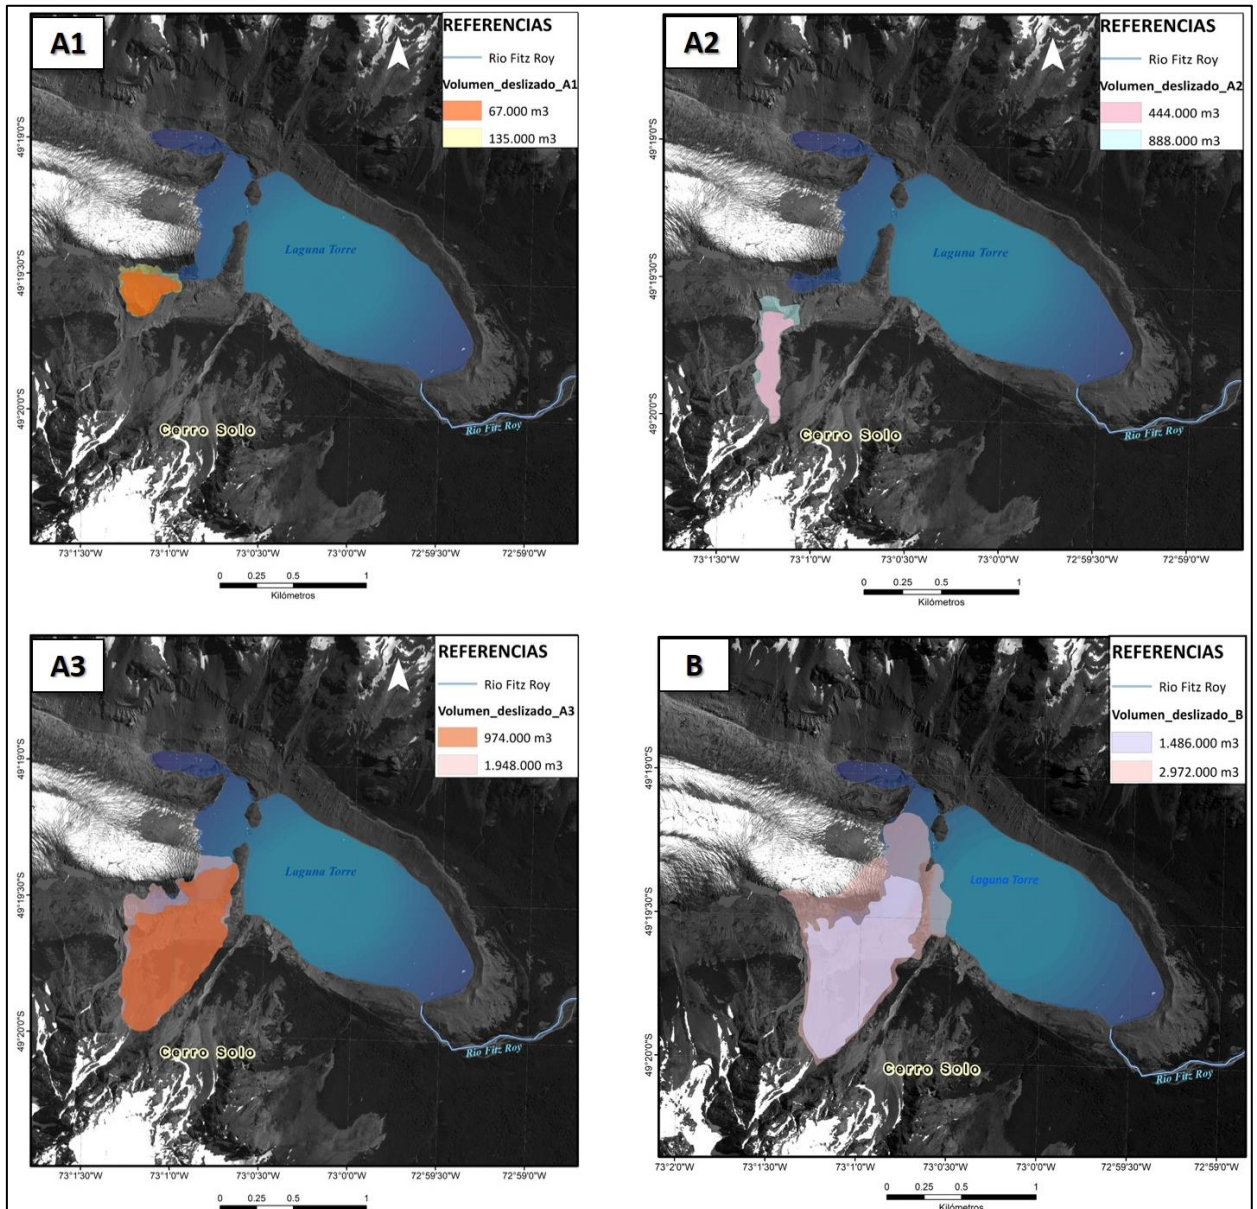 A1
REFERENCIAS
Rio Fitz Roy
Volumen_deslizado_A1
67.000 m3
135.000 m3
49°19'0"S
49°19'30"S
49°20'0"S
Laguna Torre
Cerro Solo
Rio Fitz Roy
73°1'30"W 73°1'0"W 73°0'30"W 73°0'0"W 72°59'30"W 72°59'0"W
0 0.25 0.5 1
Kilómetros
A2
REFERENCIAS
Rio Fitz Roy
Volumen_deslizado_A2
444.000 m3
888.000 m3
49°19'0"S
49°19'30"S
49°20'0"S
Laguna Torre
Cerro Solo
Rio Fitz Roy
73°1'30"W 73°1'0"W 73°0'30"W 73°0'0"W 72°59'30"W 72°59'0"W
0 0.25 0.5 1
Kilómetros
A3
REFERENCIAS
Rio Fitz Roy
Volumen_deslizado_A3
974.000 m3
1.948.000 m3
49°19'0"S
49°19'30"S
49°20'0"S
Laguna Torre
Cerro Solo
Rio Fitz Roy
73°1'30"W 73°1'0"W 73°0'30"W 73°0'0"W 72°59'30"W 72°59'0"W
0 0.25 0.5 1
B
REFERENCIAS
Rio Fitz Roy
Volumen_deslizado_B
1.486.000 m3
2.972.000 m3
49°19'0"S
49°19'30"S
49°20'0"S
Laguna Torre
Cerro Solo
Rio Fitz Roy
73°2'0"W 73°1'30"W 73°1'0"W 73°0'30"W 73°0'0"W 72°59'30"W 72°59'0"W
0 0.25 0.5 1
Kilómetros